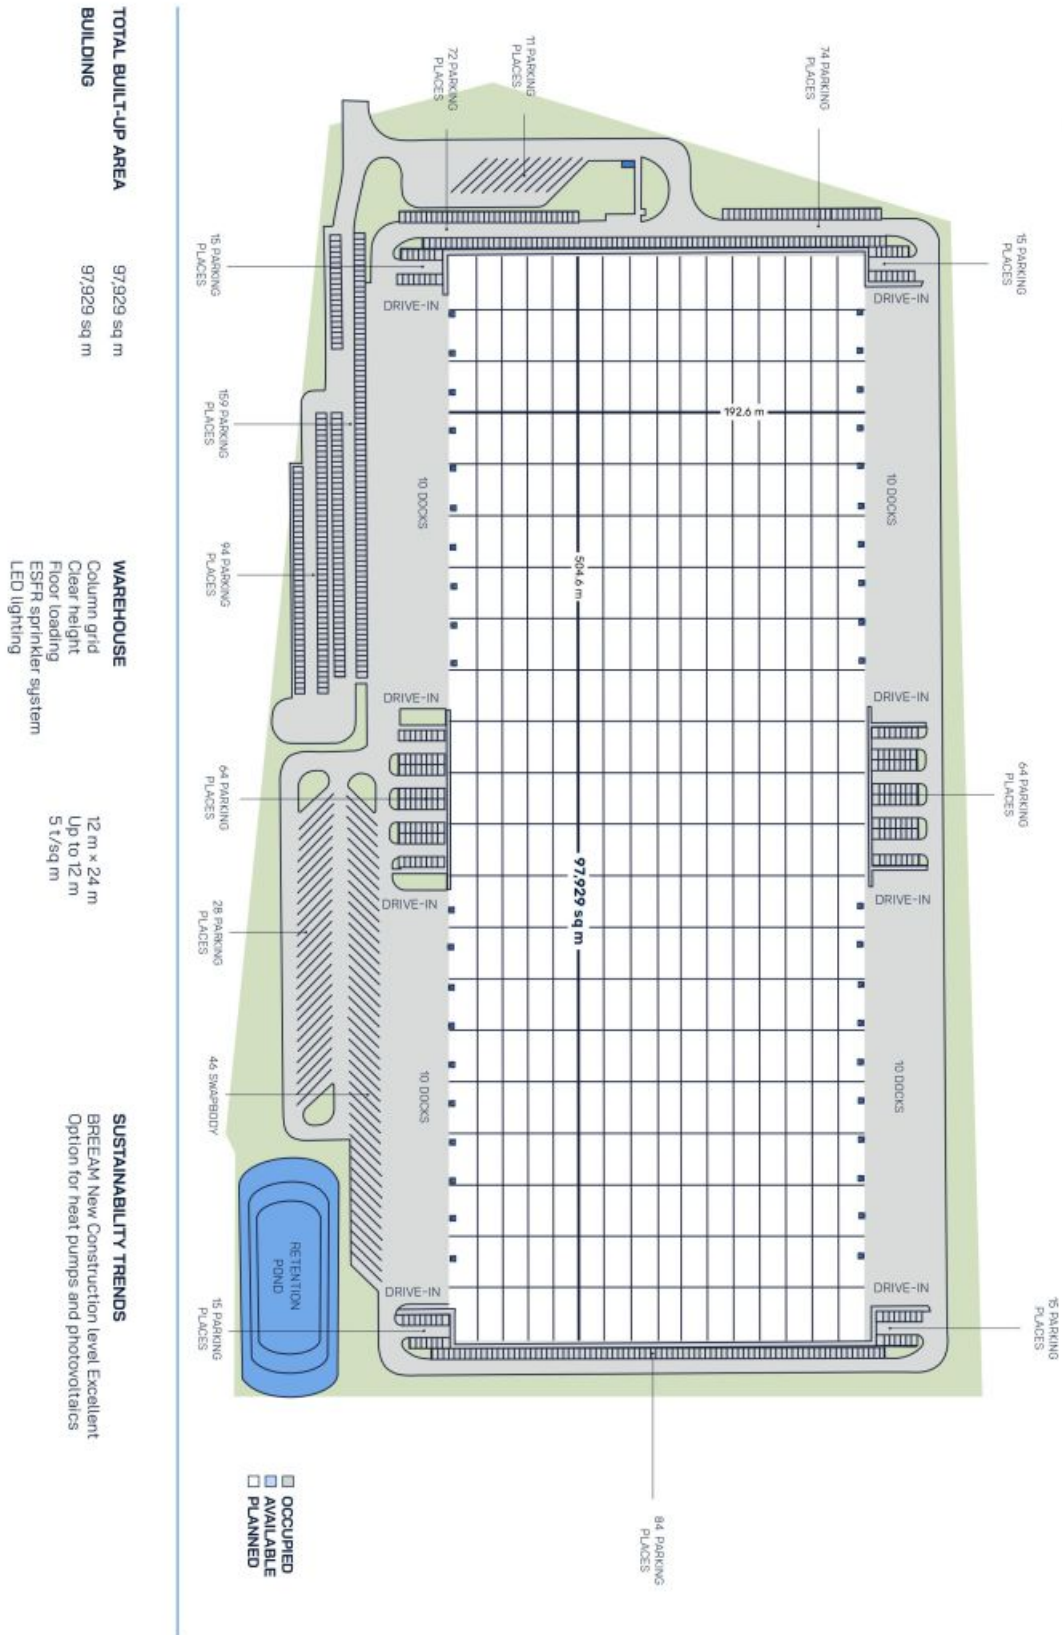 15 PARKING
PLACES
64 PARKING
PLACES
15 PARKING
PLACES
DRIVE-IN
10 DOCKS
DRIVE-IN
DRIVE-IN
10 DOCKS
DRIVE-IN
74 PARKING
PLACES
192.6 m
84 PARKING
PLACES
504.6 m
97,929 sq m
11 PARKING
PLACES
72 PARKING
PLACES
10 DOCKS
10 DOCKS
DRIVE-IN
DRIVE-IN
DRIVE-IN
DRIVE-IN
RETENTION
POND
OCCUPIED
AVAILABLE
PLANNED
15 PARKING
PLACES
159 PARKING
PLACES
94 PARKING
PLACES
64 PARKING
PLACES
28 PARKING
PLACES
46 SWAPBODY
15 PARKING
PLACES
TOTAL BUILT-UP AREA 97,929 sq m
BUILDING 97,929 sq m
WAREHOUSE
Column grid 12 m × 24 m
Clear height Up to 12 m
Floor loading 5 t/sq m
ESFR sprinkler system
LED lighting
SUSTAINABILITY TRENDS
BREEAM New Construction level Excellent
Option for heat pumps and photovoltaics